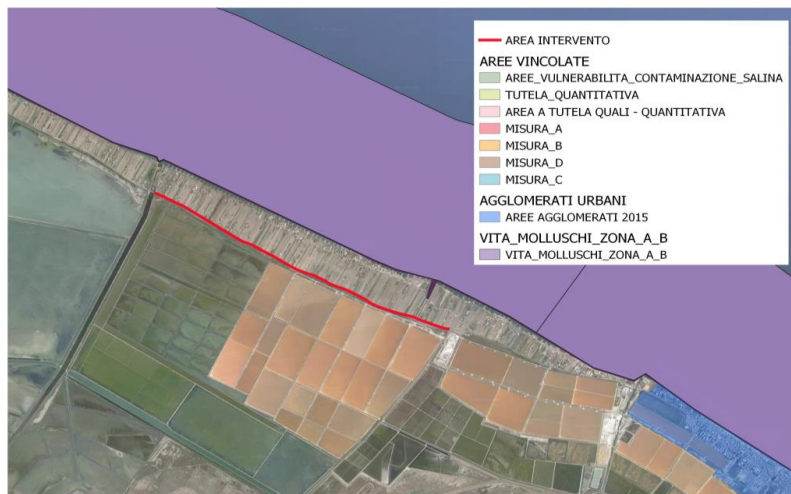 AREA INTERVENTO
AREE VINCOLATE
AREE_VULNERABILITA_CONTAMINAZIONE_SALINA
TUTELA_QUANTITATIVA
AREA A TUTELA QUALI - QUANTITATIVA
MISURA_A
MISURA_B
MISURA_D
MISURA_C
AGGLOMERATI URBANI
AREE AGGLOMERATI 2015
VITA_MOLLUSCHI_ZONA_A_B
VITA_MOLLUSCHI_ZONA_A_B